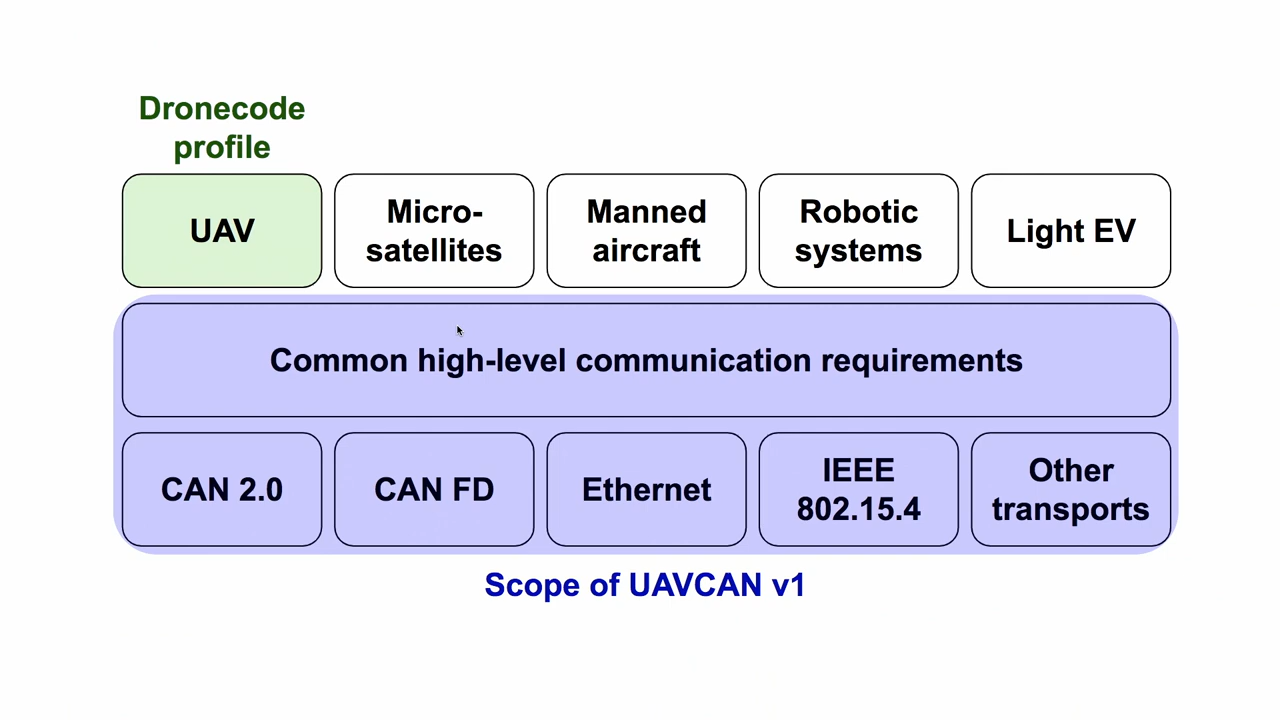 Dronecode
profile
UAV
Micro-
satellites
Manned
aircraft
Robotic
systems
Light EV
Common high-level communication requirements
CAN 2.0
CAN FD
Ethernet
IEEE
802.15.4
Other
transports
Scope of UAVCAN v1